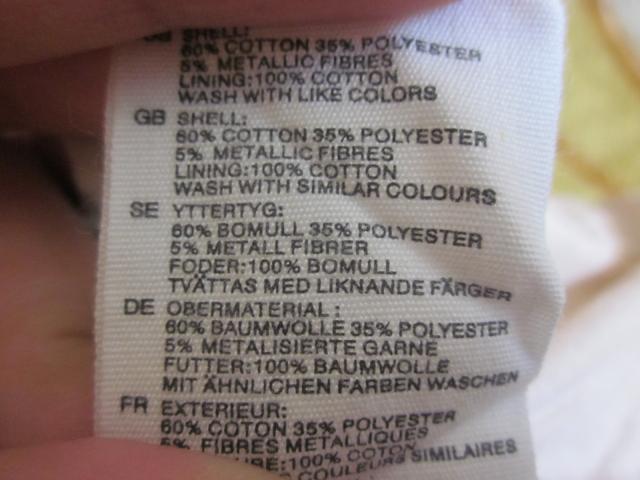 SHELL:
60% COTTON 35% POLYESTER
5% METALLIC FIBRES
LINING:100% COTTON
WASH WITH LIKE COLORS
GB SHELL:
60% COTTON 35% POLYESTER
5% METALLIC FIBRES
LINING:100% COTTON
WASH WITH SIMILAR COLOURS
SE YTTERTYG:
60% BOMULL 35% POLYESTER
5% METALL FIBRER
FODER:100% BOMULL
TVÄTTAS MED LIKNANDE FÄRGER
DE OBERMATERIAL:
60% BAUMWOLLE 35% POLYESTER
5% METALISIERTE GARNE
FUTTER:100% BAUMWOLLE
MIT ÄHNLICHEN FARBEN WASCHEN
FR EXTERIEUR:
60% COTON 35% POLYESTER
5% FIBRES METALLIQUES
:100% COTON
COULEURS SIMILAIRES